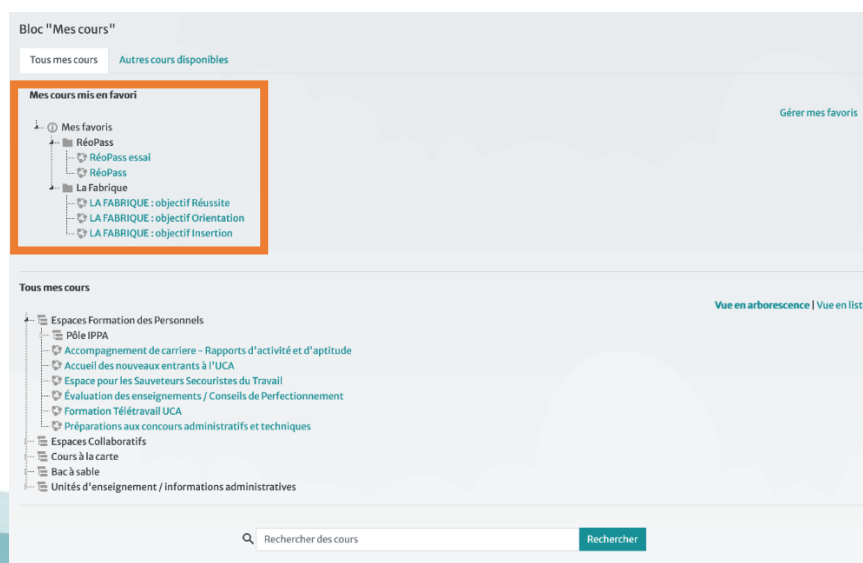 Bloc "Mes cours"
Tous mes cours
Autres cours disponibles
Mes cours mis en favori
Gérer mes favoris
Mes favoris
RéoPass
RéoPass essai
RéoPass
La Fabrique
LA FABRIQUE : objectif Réussite
LA FABRIQUE : objectif Orientation
LA FABRIQUE : objectif Insertion
Tous mes cours
Vue en arborescence | Vue en list
Espaces Formation des Personnels
Pôle IPPA
Accompagnement de carriere - Rapports d'activité et d'aptitude
Accueil des nouveaux entrants à l'UCA
Espace pour les Sauveteurs Secouristes du Travail
Évaluation des enseignements / Conseils de Perfectionnement
Formation Télétravail UCA
Préparations aux concours administratifs et techniques
Espaces Collaboratifs
Cours à la carte
Bac à sable
Unités d'enseignement / informations administratives
Rechercher des cours
Rechercher